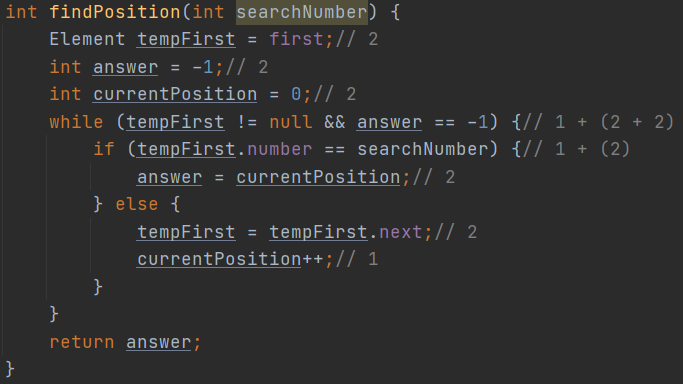 int findPosition(int searchNumber) {
    Element tempFirst = first;// 2
    int answer = -1;// 2
    int currentPosition = 0;// 2
    while (tempFirst != null && answer == -1) {// 1 + (2 + 2)
        if (tempFirst.number == searchNumber) {// 1 + (2)
            answer = currentPosition;// 2
        } else {
            tempFirst = tempFirst.next;// 2
            currentPosition++;// 1
        }
    }
    return answer;
}